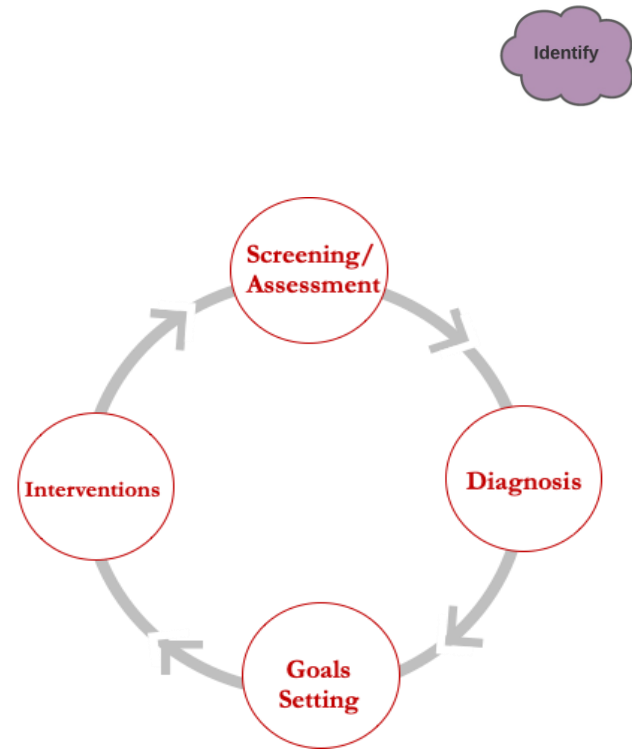 Identify
Screening/
Assessment
Interventions
Diagnosis
Goals
Setting